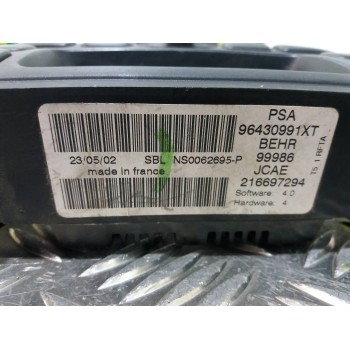 PSA
96430991XT
BEHR
99986
JCAE
216697294
Software 4.0
Hardware 4
23/05/02 SBL NS0062695-P
made in france